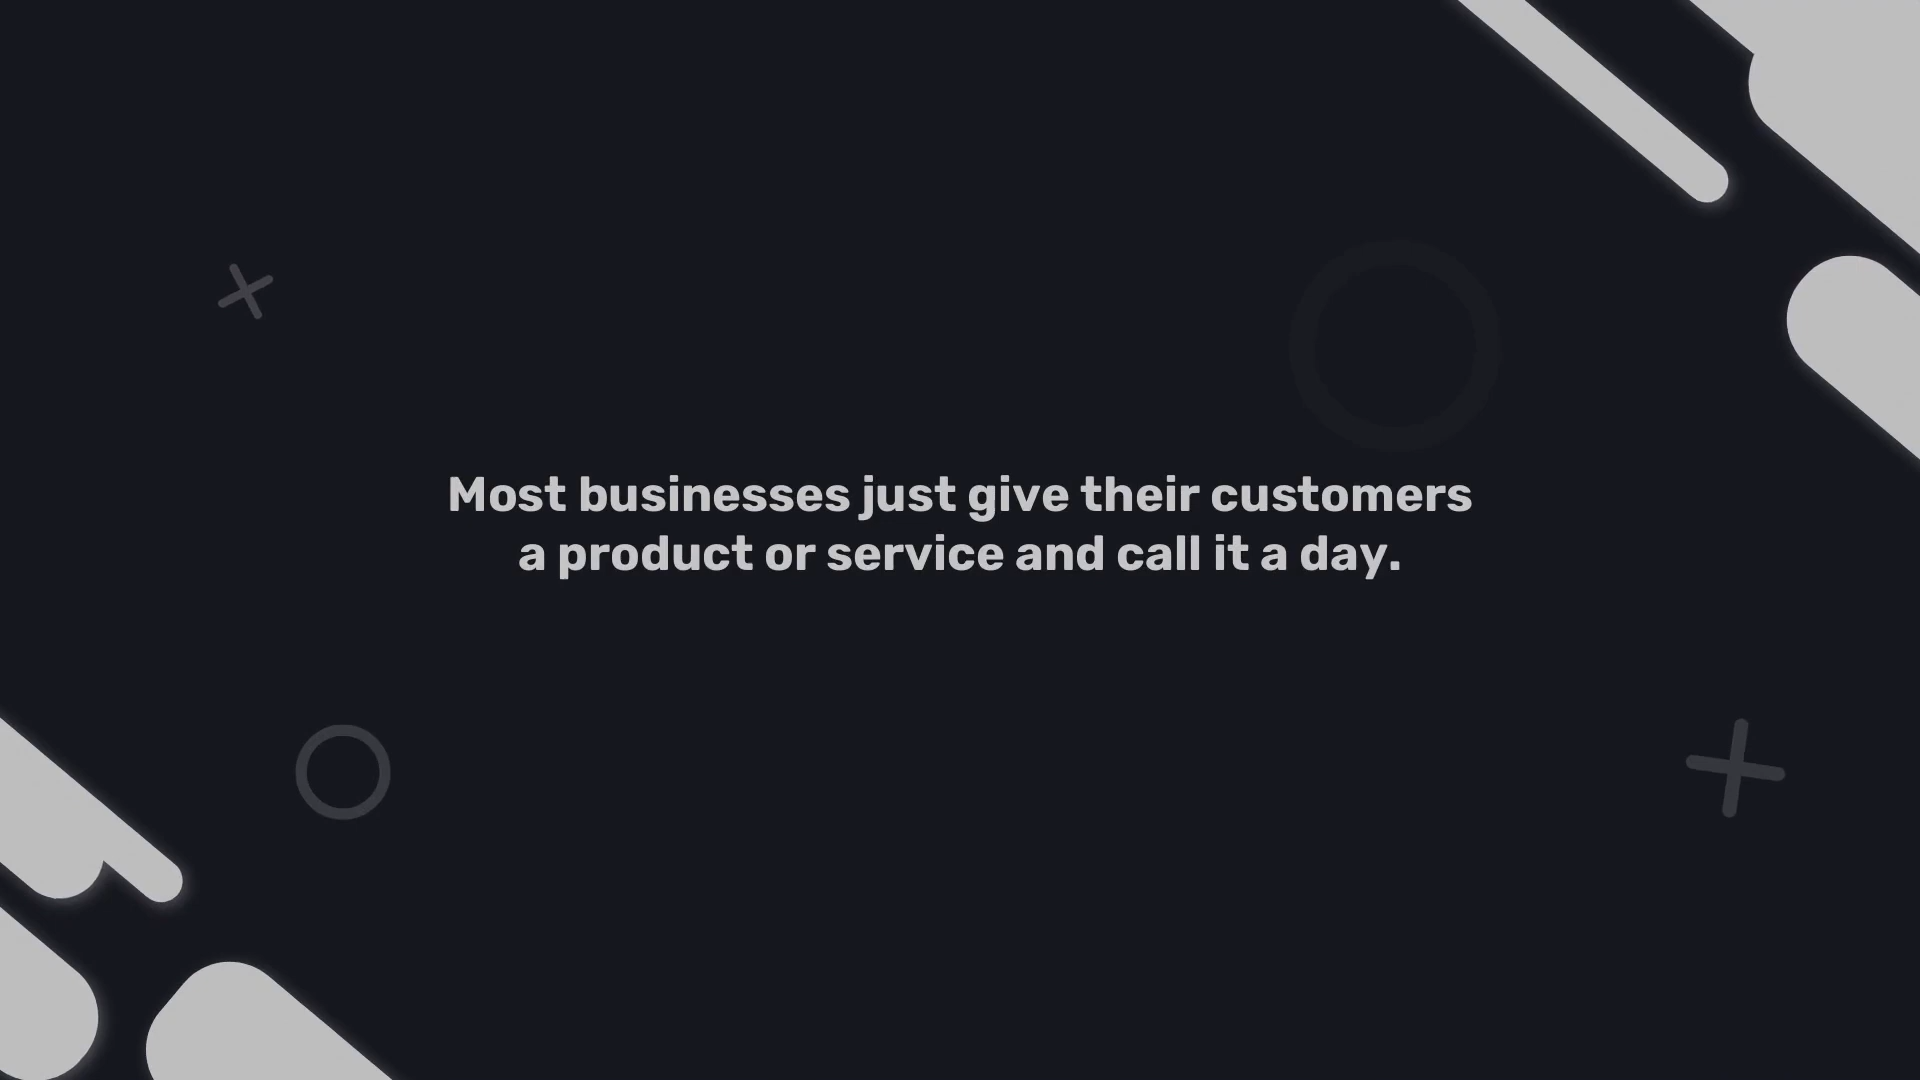 Most businesses just give their customers
a product or service and call it a day.